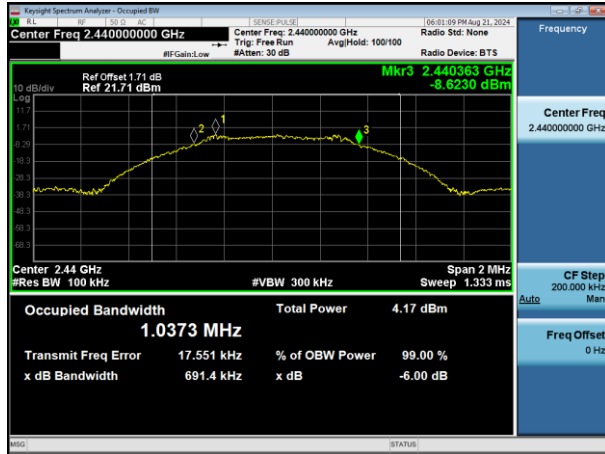 Keysight Spectrum Analyzer - Occupied BW
RL RF 50 Ω AC SENSE:PULSE 06:01:09 PM Aug 21, 2024
Center Freq 2.440000000 GHz Center Freq: 2.440000000 GHz Radio Std: None Frequency
Trig: Free Run Avg|Hold: 100/100
#IFGain:Low #Atten: 30 dB Radio Device: BTS
Ref Offset 1.71 dB Mkr3 2.440363 GHz
10 dB/div Ref 21.71 dBm -8.6230 dBm
Log
11.7
1.71
-8.29
-18.3
-28.3
-38.3
-48.3
-58.3
-68.3
1
2
3
Center Freq
2.440000000 GHz
Center 2.44 GHz Span 2 MHz
#Res BW 100 kHz #VBW 300 kHz Sweep 1.333 ms
CF Step
200.000 kHz
Auto Man
Occupied Bandwidth Total Power 4.17 dBm
1.0373 MHz
Freq Offset
0 Hz
Transmit Freq Error 17.551 kHz % of OBW Power 99.00 %
x dB Bandwidth 691.4 kHz x dB -6.00 dB
MSG STATUS